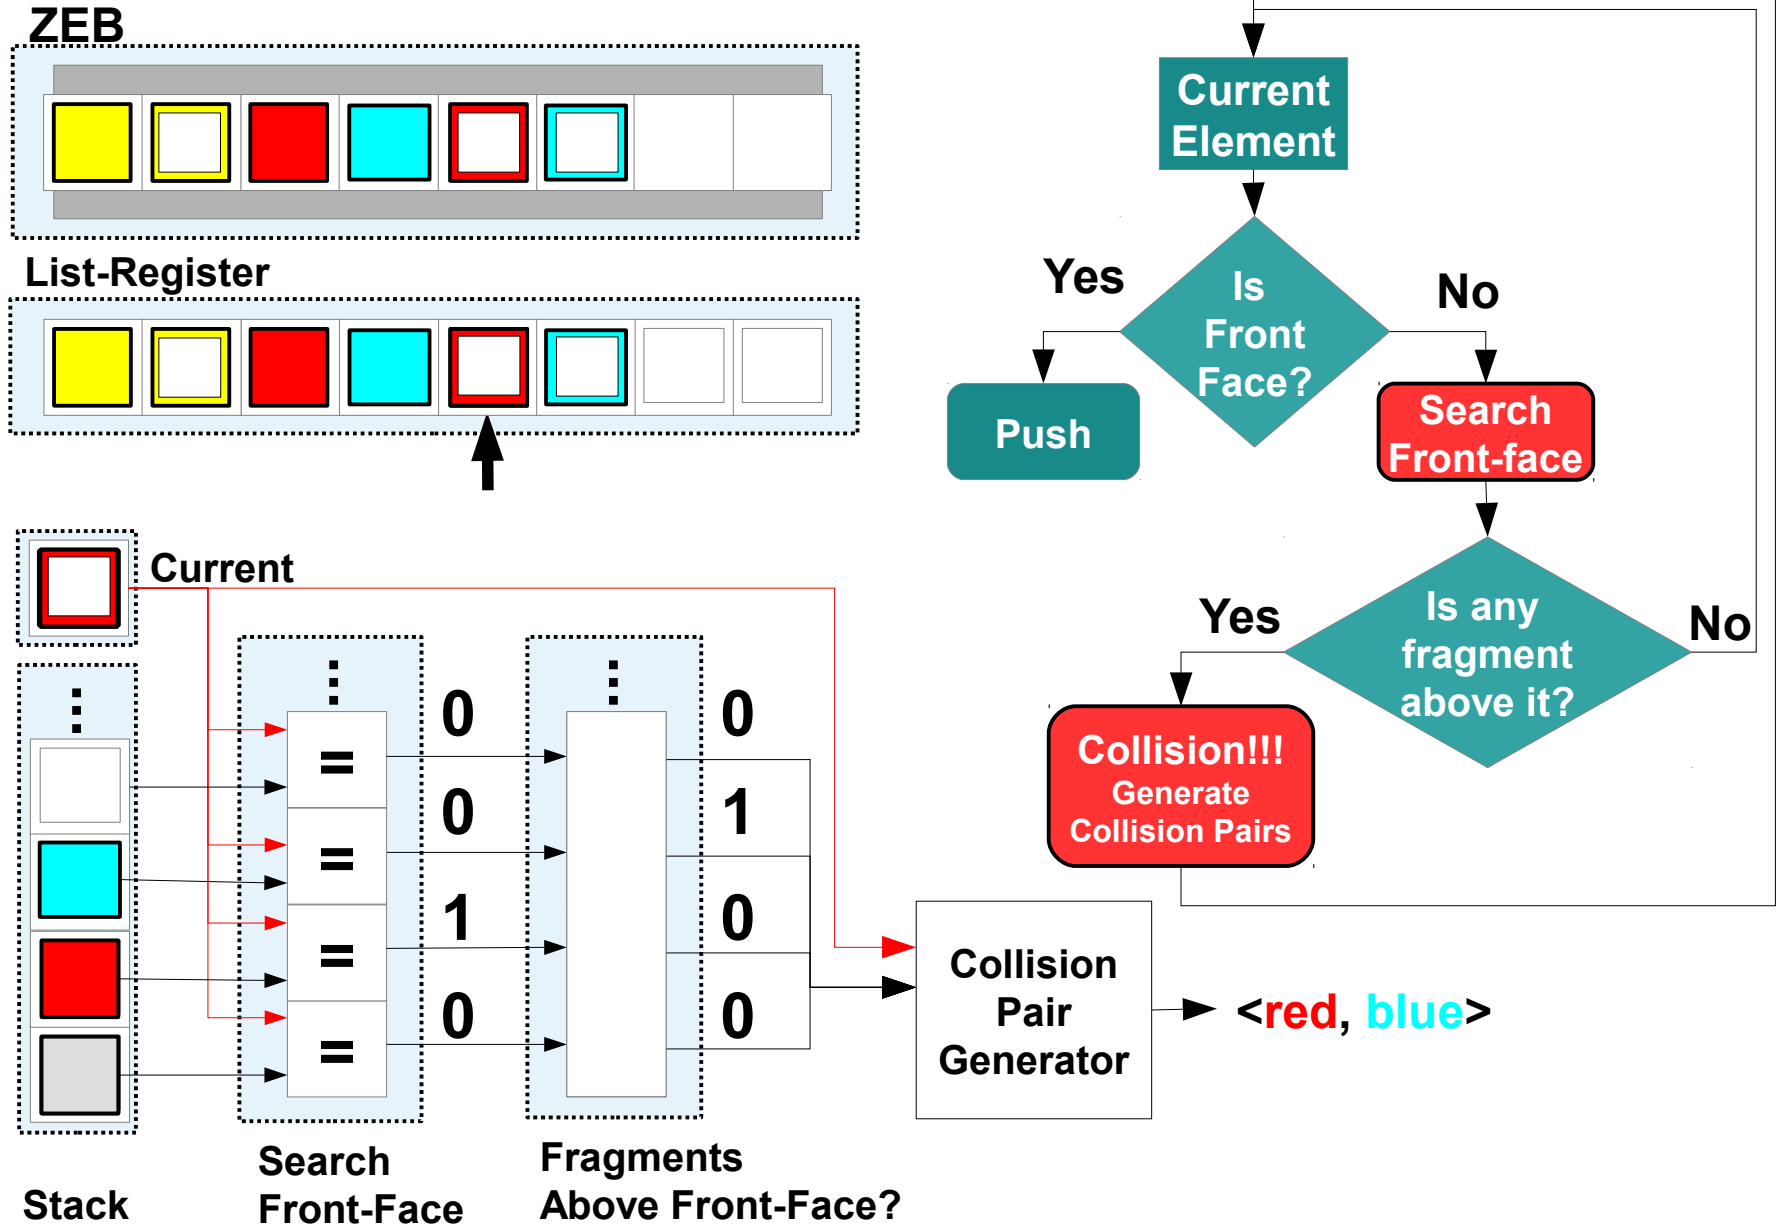 ZEB
List-Register
Current
0
0
1
0
0
1
0
0
=
=
=
=
Stack
Search
Front-Face
Fragments
Above Front-Face?
Collision
Pair
Generator
<red, blue>
Current
Element
Is
Front
Face?
Yes
No
Push
Search
Front-face
Is any
fragment
above it?
Yes
No
Collision!!!
Generate
Collision Pairs